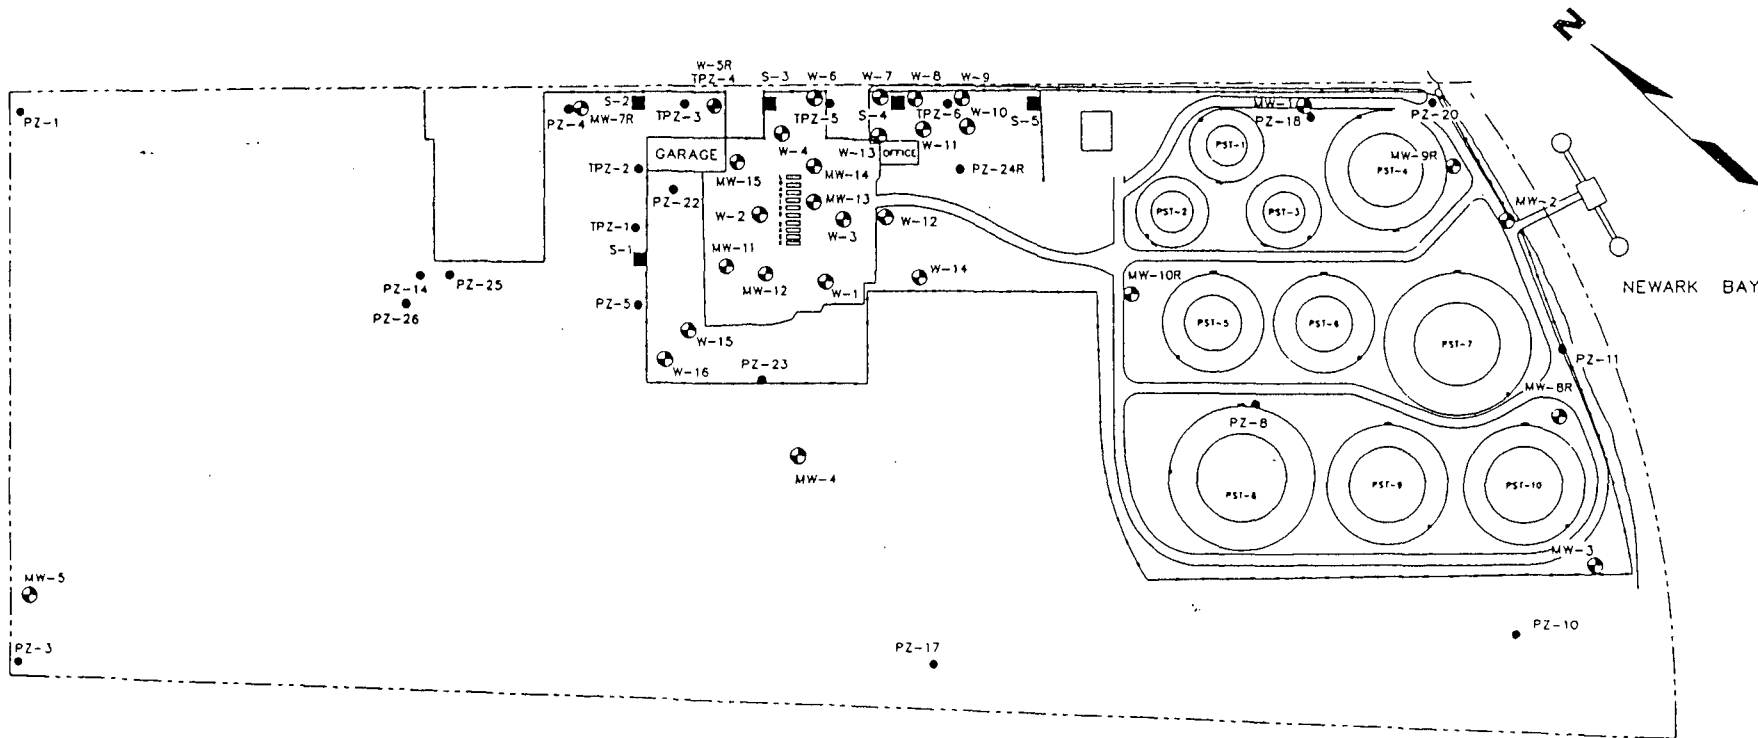 N
W-5R
TPZ-4
S-3
W-6
W-7
W-8
W-9
PZ-1
S-2
PZ-4
MW-7R
TPZ-3
TPZ-5
S-4
TPZ-6
W-10
S-5
MW-1
PZ-18
PZ-20
W-4
W-13
W-11
GARAGE
OFFICE
PST-1
MW-9R
PST-4
TPZ-2
MW-15
MW-14
PZ-24R
PZ-22
MW-13
W-2
W-3
W-12
PST-2
PST-3
MW-2
TPZ-1
S-1
MW-11
MW-12
W-1
W-14
MW-10R
NEWARK BAY
PZ-14
PZ-25
PZ-26
PZ-5
PST-5
PST-6
PST-7
W-15
PZ-11
W-16
PZ-23
MW-8R
PZ-8
MW-4
PST-8
PST-9
PST-10
MW-3
MW-5
PZ-10
PZ-3
PZ-17